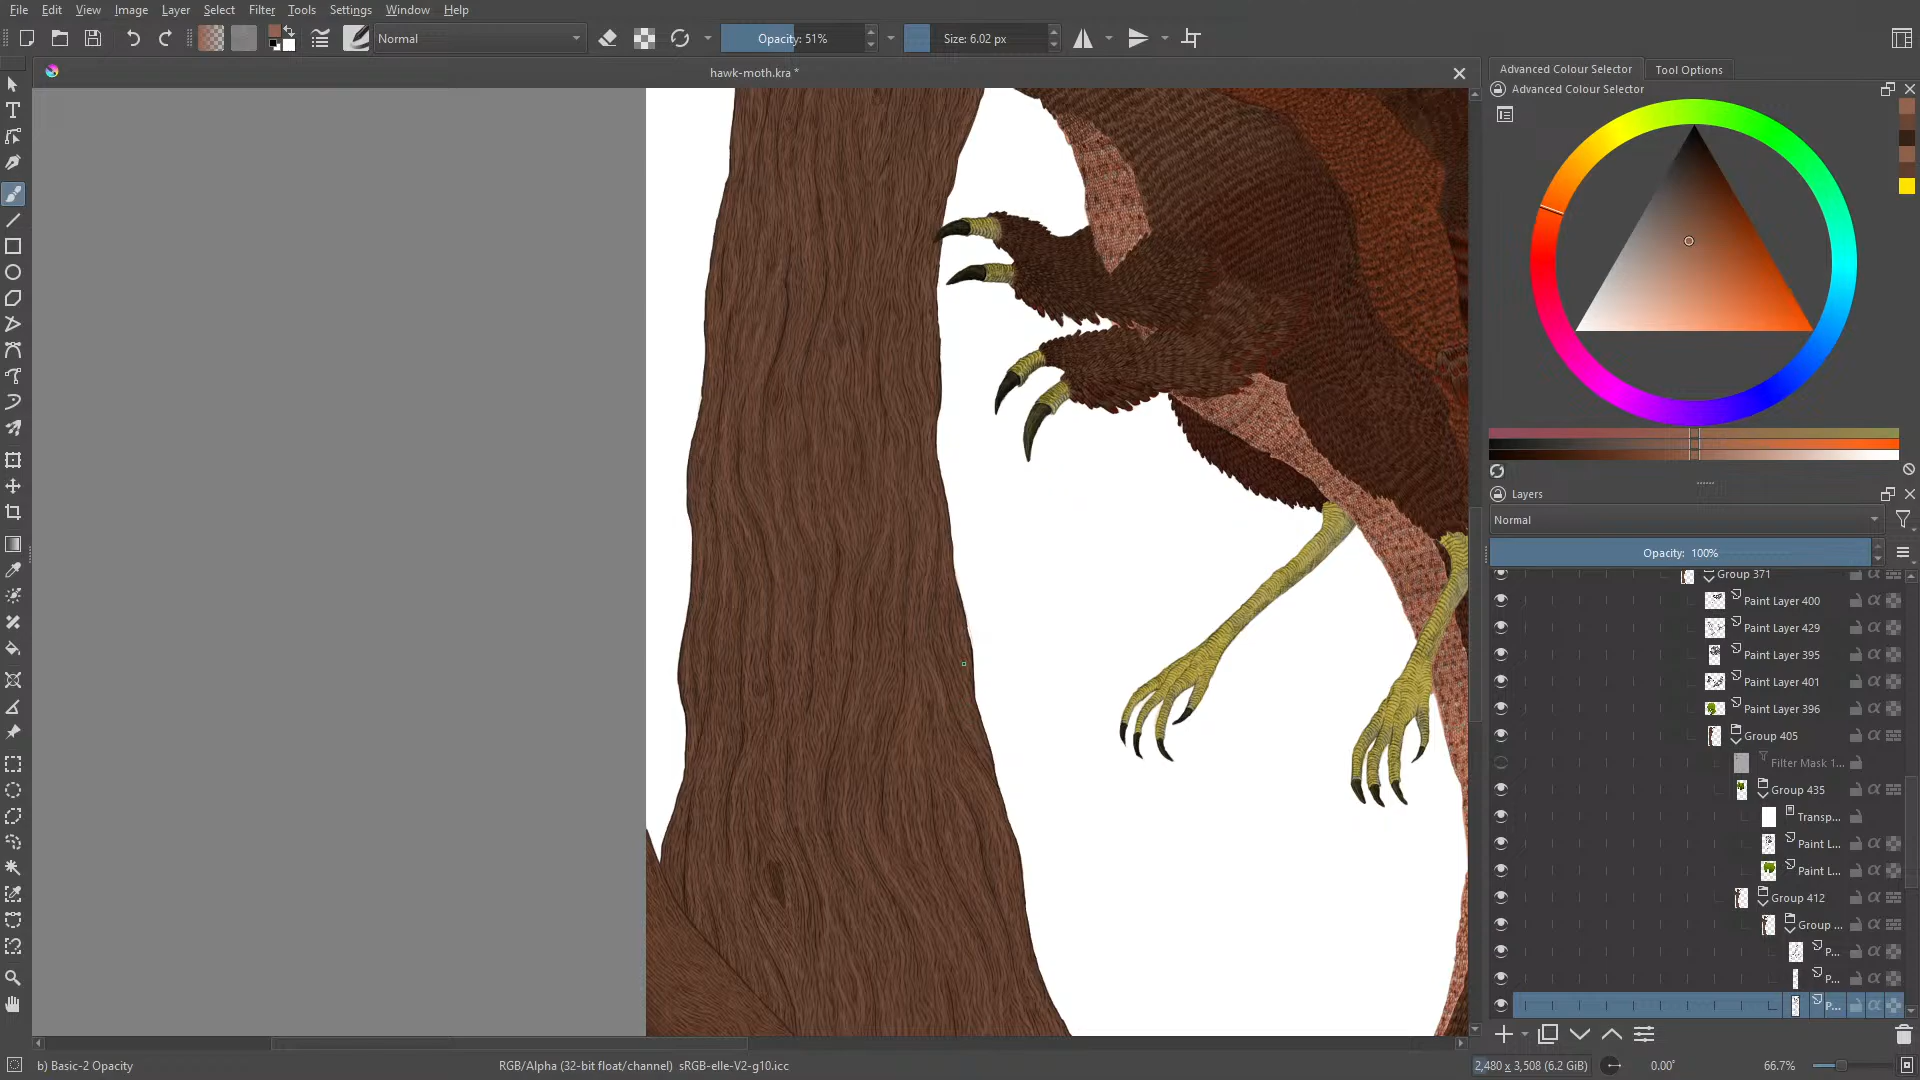 File Edit View Image Layer Select Filter Tools Settings Window Help
Normal Opacity: 51% Size: 6.02 px
hawk-moth.kra *
Advanced Colour Selector Tool Options
Advanced Colour Selector
Layers
Normal
Opacity: 100%
Group 371
Paint Layer 400
Paint Layer 429
Paint Layer 395
Paint Layer 401
Paint Layer 396
Group 405
Filter Mask 1...
Group 435
Transp...
Paint L...
Paint L...
Group 412
Group ...
P...
P...
P...
b) Basic-2 Opacity RGB/Alpha (32-bit float/channel) sRGB-elle-V2-g10.icc 2,480 x 3,508 (6.2 GiB) 0.00° 66.7%